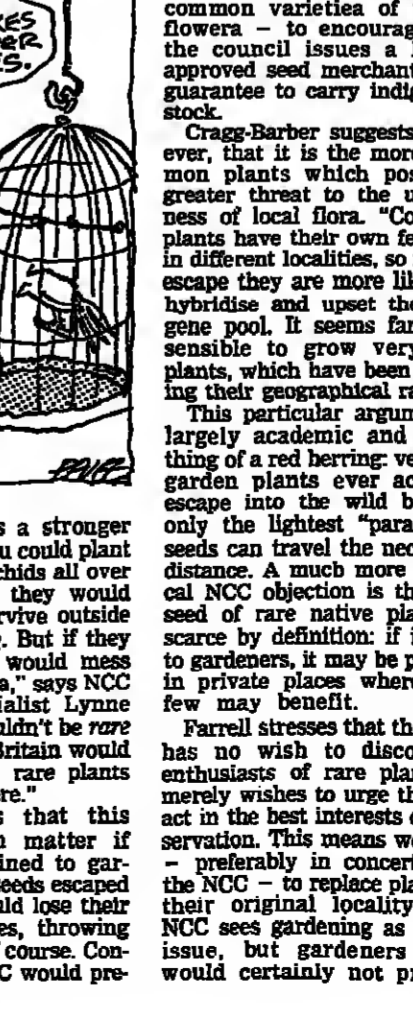 KES
ER
ES.
s a stronger
u could plant
chids all over
they would
rvive outside
. But if they
would mess
a," says NCC
ialist Lynne
uldn't be rare
Britain would
rare plants
re."
s that this
n matter if
ined to gar-
seeds escaped
uld lose their
es, throwing
f course. Con-
C would pre-
common varietiea of
flowera — to encourag
the council issues a
approved seed merchant
guarantee to carry indig
stock.
Cragg-Barber suggests
ever, that it is the more
mon plants which pos
greater threat to the u
ness of local flora. "Co
plants have their own fe
in different localities, so
escape they are more lik
hybridise and upset the
gene pool. It seems far
sensible to grow very
plants, which have been
ing their geographical ra
This particular argum
largely academic and
thing of a red herring: ve
garden plants ever ac
escape into the wild b
only the lightest "para
seeds can travel the nec
distance. A mucb more
cal NCC objection is th
seed of rare native pla
scarce by definition: if i
to gardeners, it may be p
in private places where
few may benefit.
Farrell stresses that th
has no wish to disco
enthusiasts of rare plan
merely wishes to urge th
act in the best interests o
servation. This means w
– preferably in concert
the NCC — to replace pla
their original locality
NCC sees gardening as
issue, but gardeners
would certainly not pr